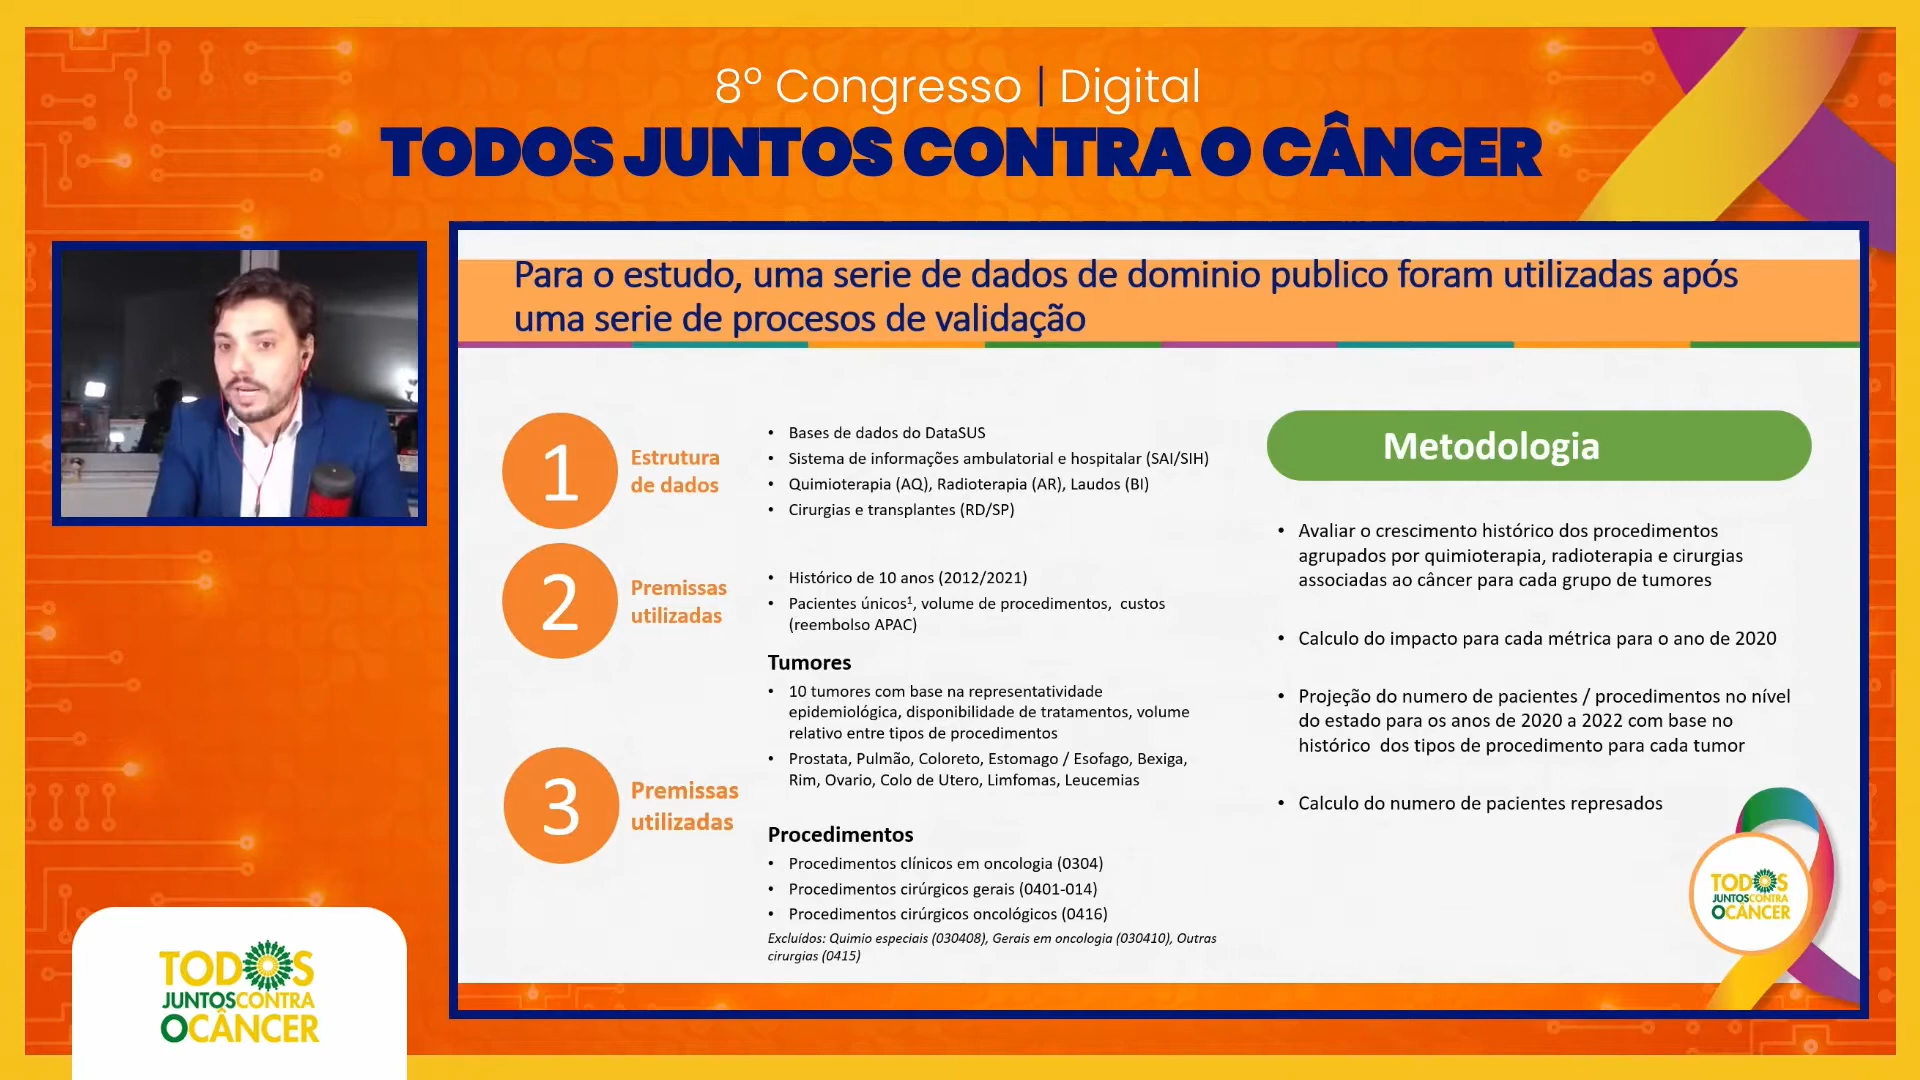 8º Congresso | Digital
TODOS JUNTOS CONTRA O CÂNCER
Para o estudo, uma serie de dados de dominio publico foram utilizadas após
uma serie de procesos de validação
1
Estrutura
de dados
• Bases de dados do DataSUS
• Sistema de informações ambulatorial e hospitalar (SAI/SIH)
• Quimioterapia (AQ), Radioterapia (AR), Laudos (BI)
• Cirurgias e transplantes (RD/SP)
2
Premissas
utilizadas
• Histórico de 10 anos (2012/2021)
• Pacientes únicos¹, volume de procedimentos, custos
(reembolso APAC)
3
Premissas
utilizadas
Tumores
• 10 tumores com base na representatividade
epidemiológica, disponibilidade de tratamentos, volume
relativo entre tipos de procedimentos
• Prostata, Pulmão, Coloreto, Estomago / Esofago, Bexiga,
Rim, Ovario, Colo de Utero, Limfomas, Leucemias
Procedimentos
• Procedimentos clínicos em oncologia (0304)
• Procedimentos cirúrgicos gerais (0401-014)
• Procedimentos cirúrgicos oncológicos (0416)
Excluídos: Quimio especiais (030408), Gerais em oncologia (030410), Outras
cirurgias (0415)
Metodologia
• Avaliar o crescimento histórico dos procedimentos
agrupados por quimioterapia, radioterapia e cirurgias
associadas ao câncer para cada grupo de tumores
• Calculo do impacto para cada métrica para o ano de 2020
• Projeção do numero de pacientes / procedimentos no nível
do estado para os anos de 2020 a 2022 com base no
histórico dos tipos de procedimento para cada tumor
• Calculo do numero de pacientes represados
TODOS
JUNTOSCONTRA
OCÂNCER
TODOS
JUNTOSCONTRA
OCÂNCER